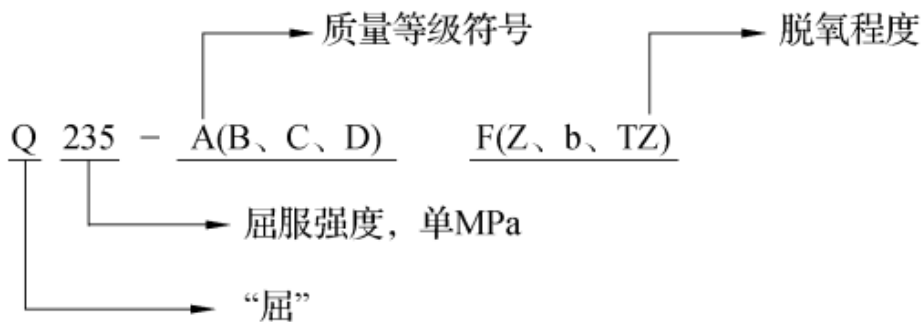 质量等级符号 脱氧程度
Q 235 - A(B、C、D) F(Z、b、TZ)
屈服强度，单MPa
“屈”